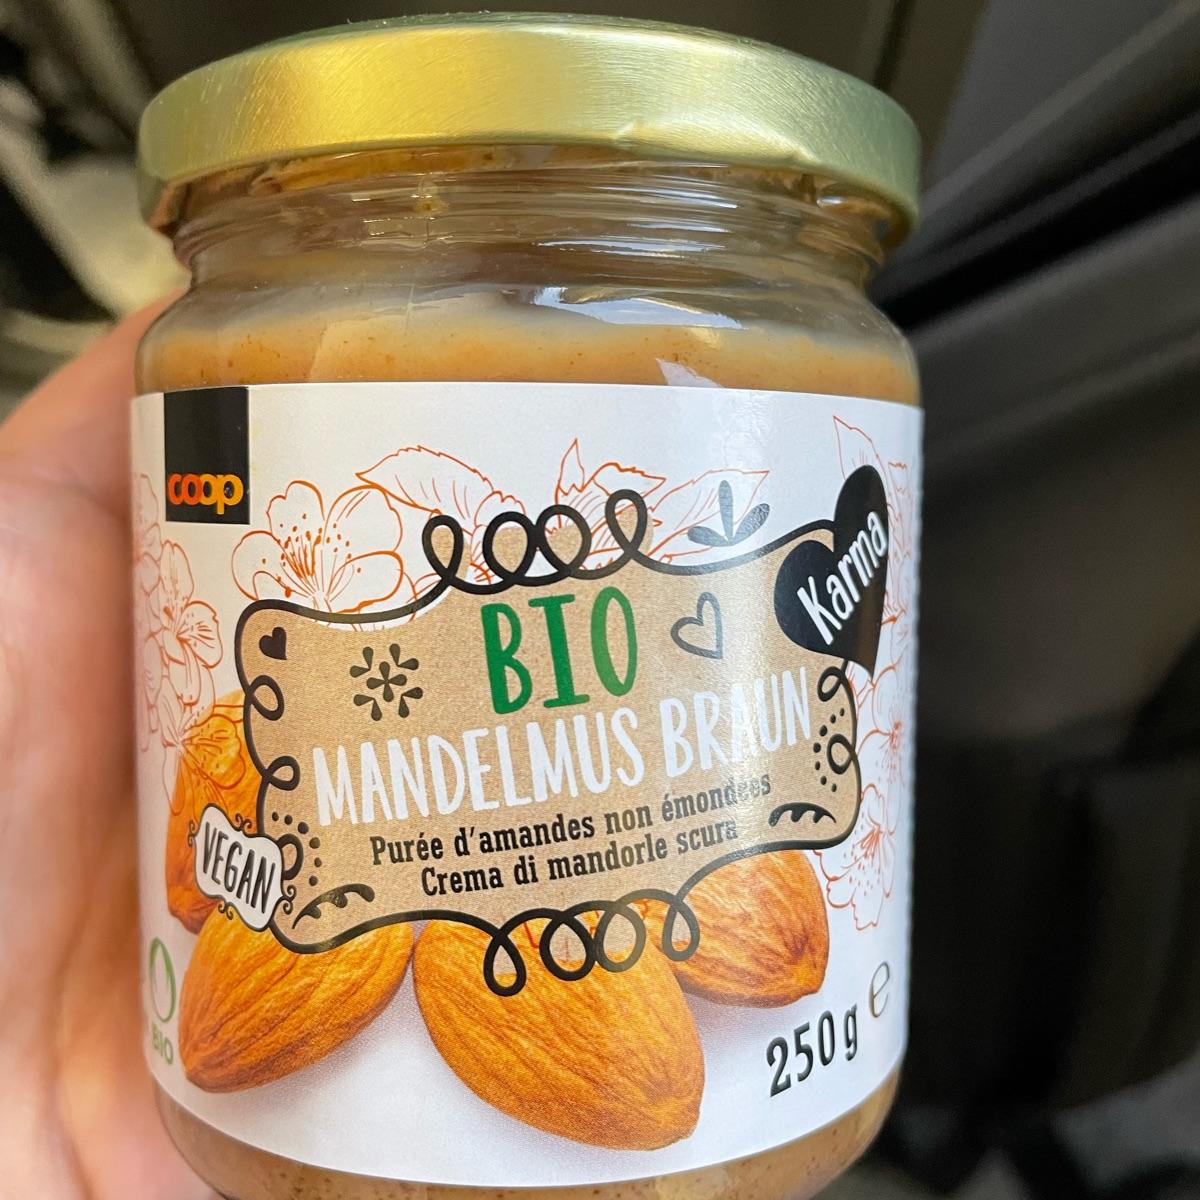 coop
Karma
BIO
MANDELMUS BRAUN
Purée d'amandes non émondées
Crema di mandorle scura
VEGAN
BIO
250g e